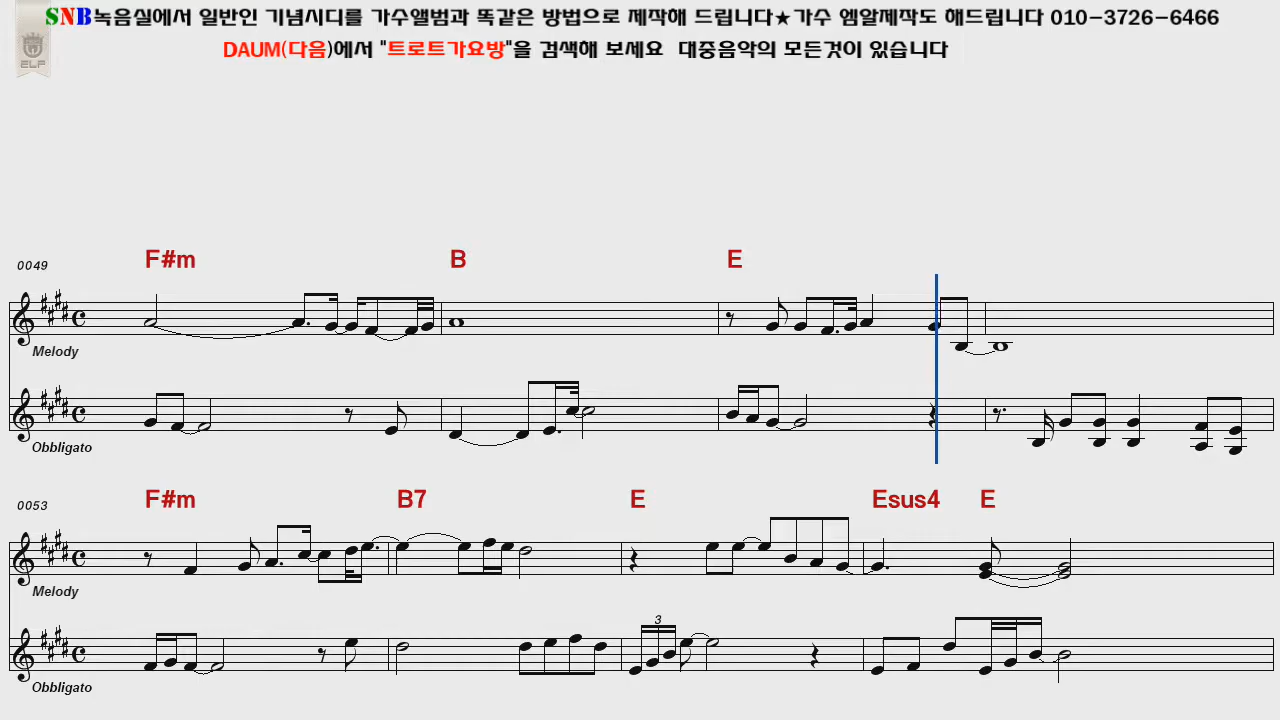 SNB녹음실에서 일반인 기념시디를 가수앨범과 똑같은 방법으로 제작해 드립니다★가수 엠알제작도 해드립니다 010-3726-6466
DAUM(다음)에서 "트로트가요방"을 검색해 보세요 대중음악의 모든것이 있습니다
ELF
0049 F#m B E
Melody
Obbligato
0053 F#m B7 E Esus4 E
Melody
3
Obbligato